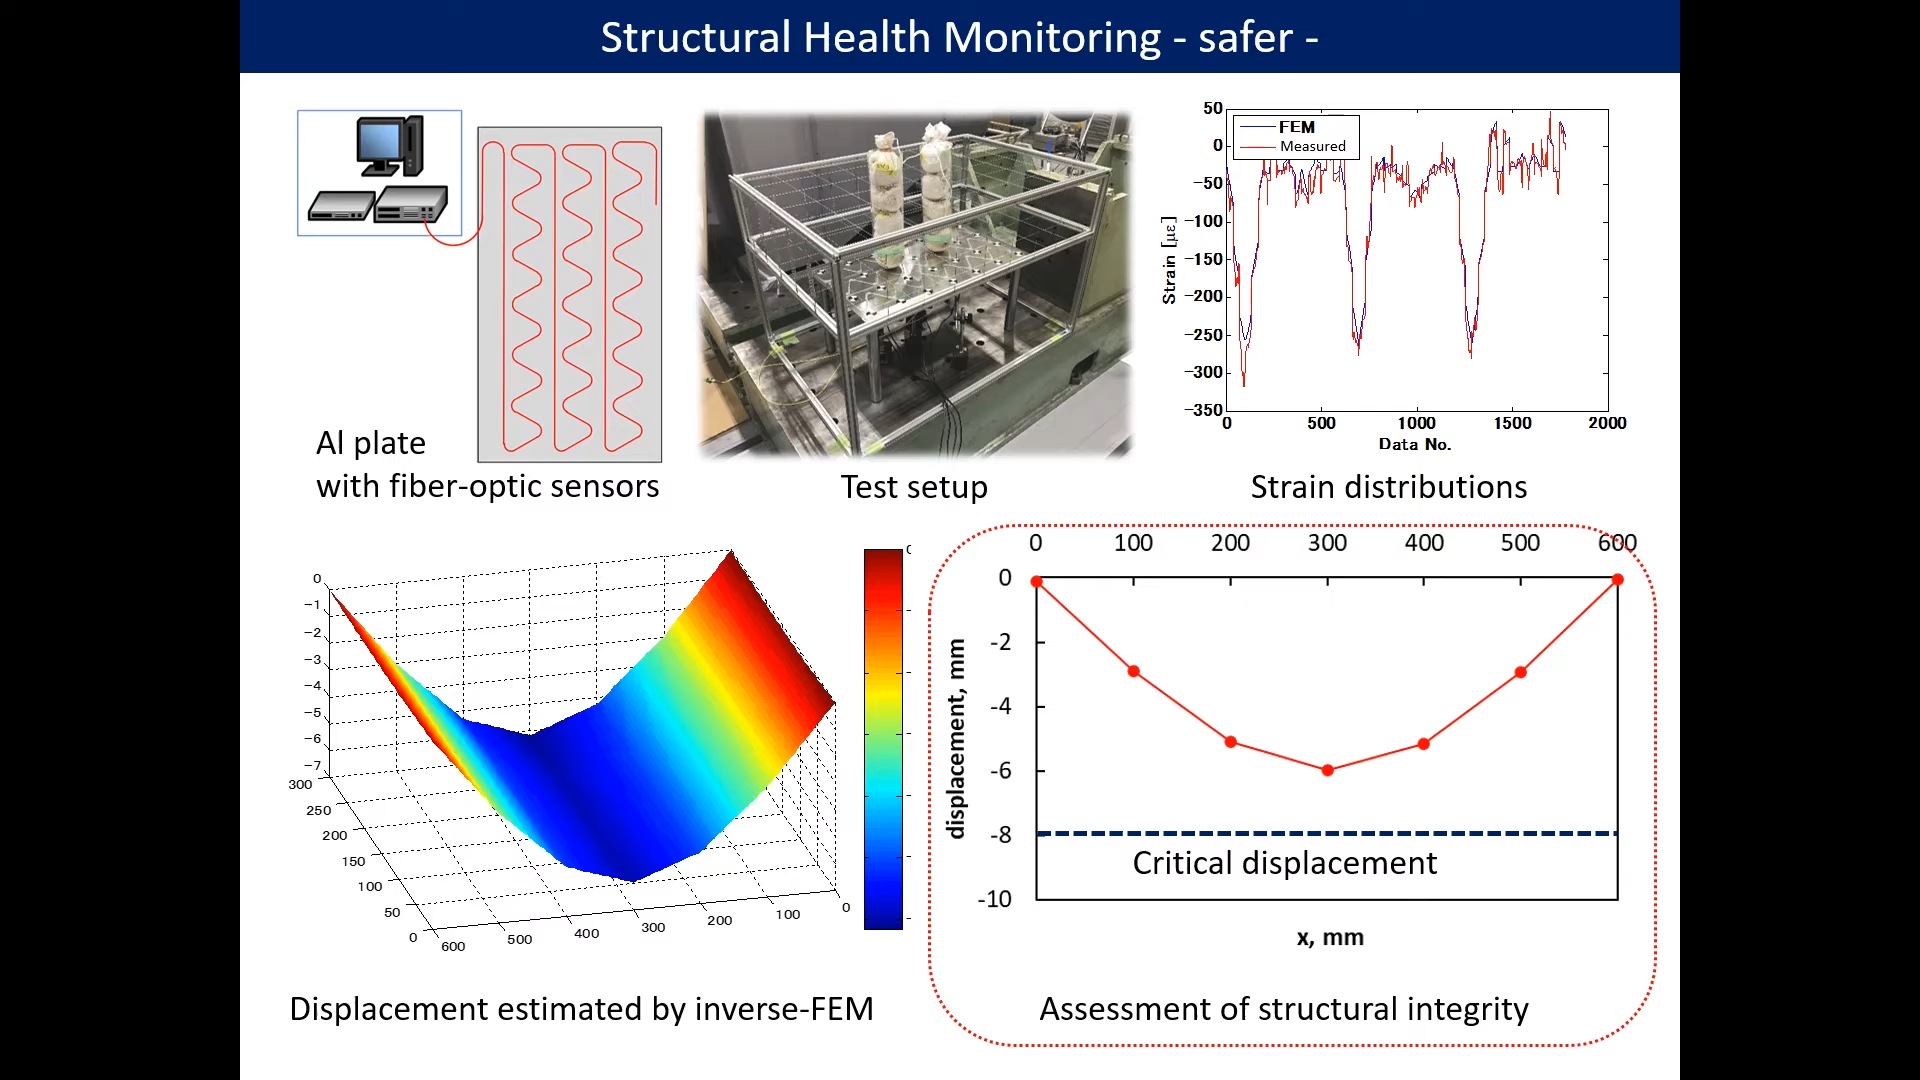 Structural Health Monitoring - safer -
Al plate
with fiber-optic sensors
Test setup
50
0
−50
−100
−150
−200
−250
−300
−350
Strain [με]
FEM
Measured
0 500 1000 1500 2000
Data No.
Strain distributions
0
−1
−2
−3
−4
−5
−6
−7
300
250
200
150
100
50
0
600 500 400 300 200 100 0
Displacement estimated by inverse-FEM
0 100 200 300 400 500 600
0
-2
-4
-6
-8
-10
displacement, mm
Critical displacement
x, mm
Assessment of structural integrity